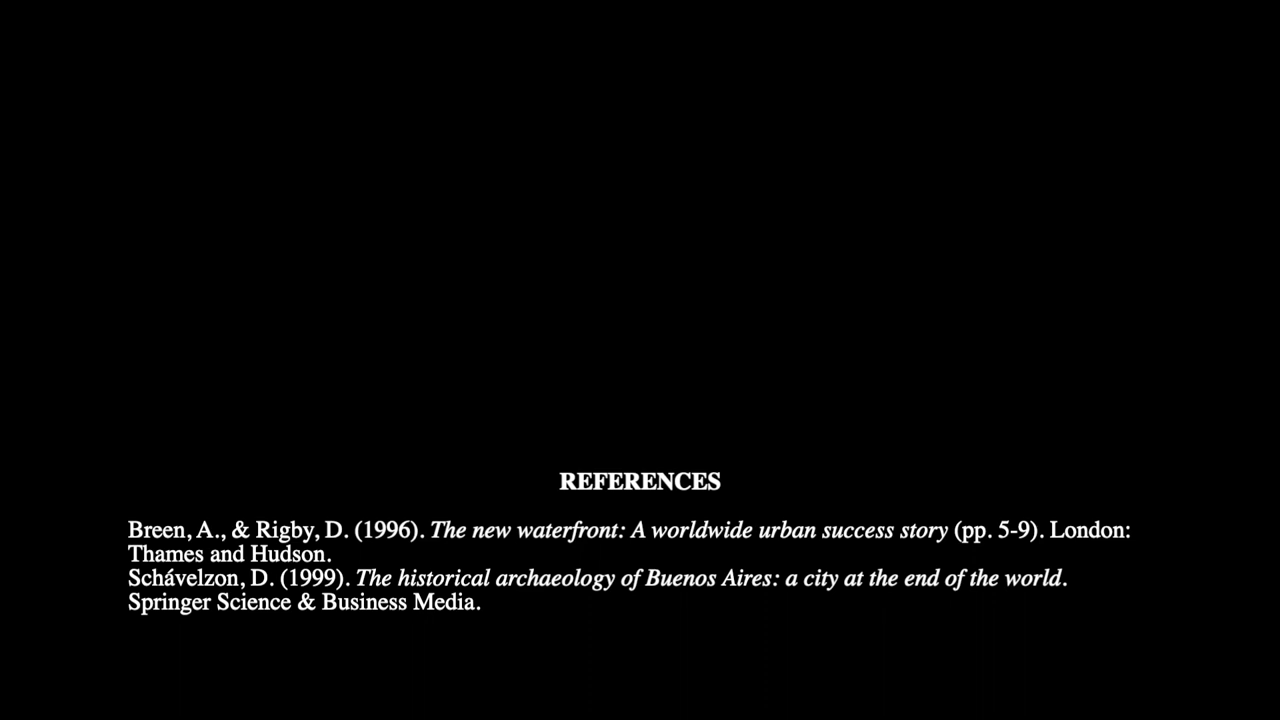 REFERENCES
Breen, A., & Rigby, D. (1996). The new waterfront: A worldwide urban success story (pp. 5-9). London:
Thames and Hudson.
Schávelzon, D. (1999). The historical archaeology of Buenos Aires: a city at the end of the world.
Springer Science & Business Media.